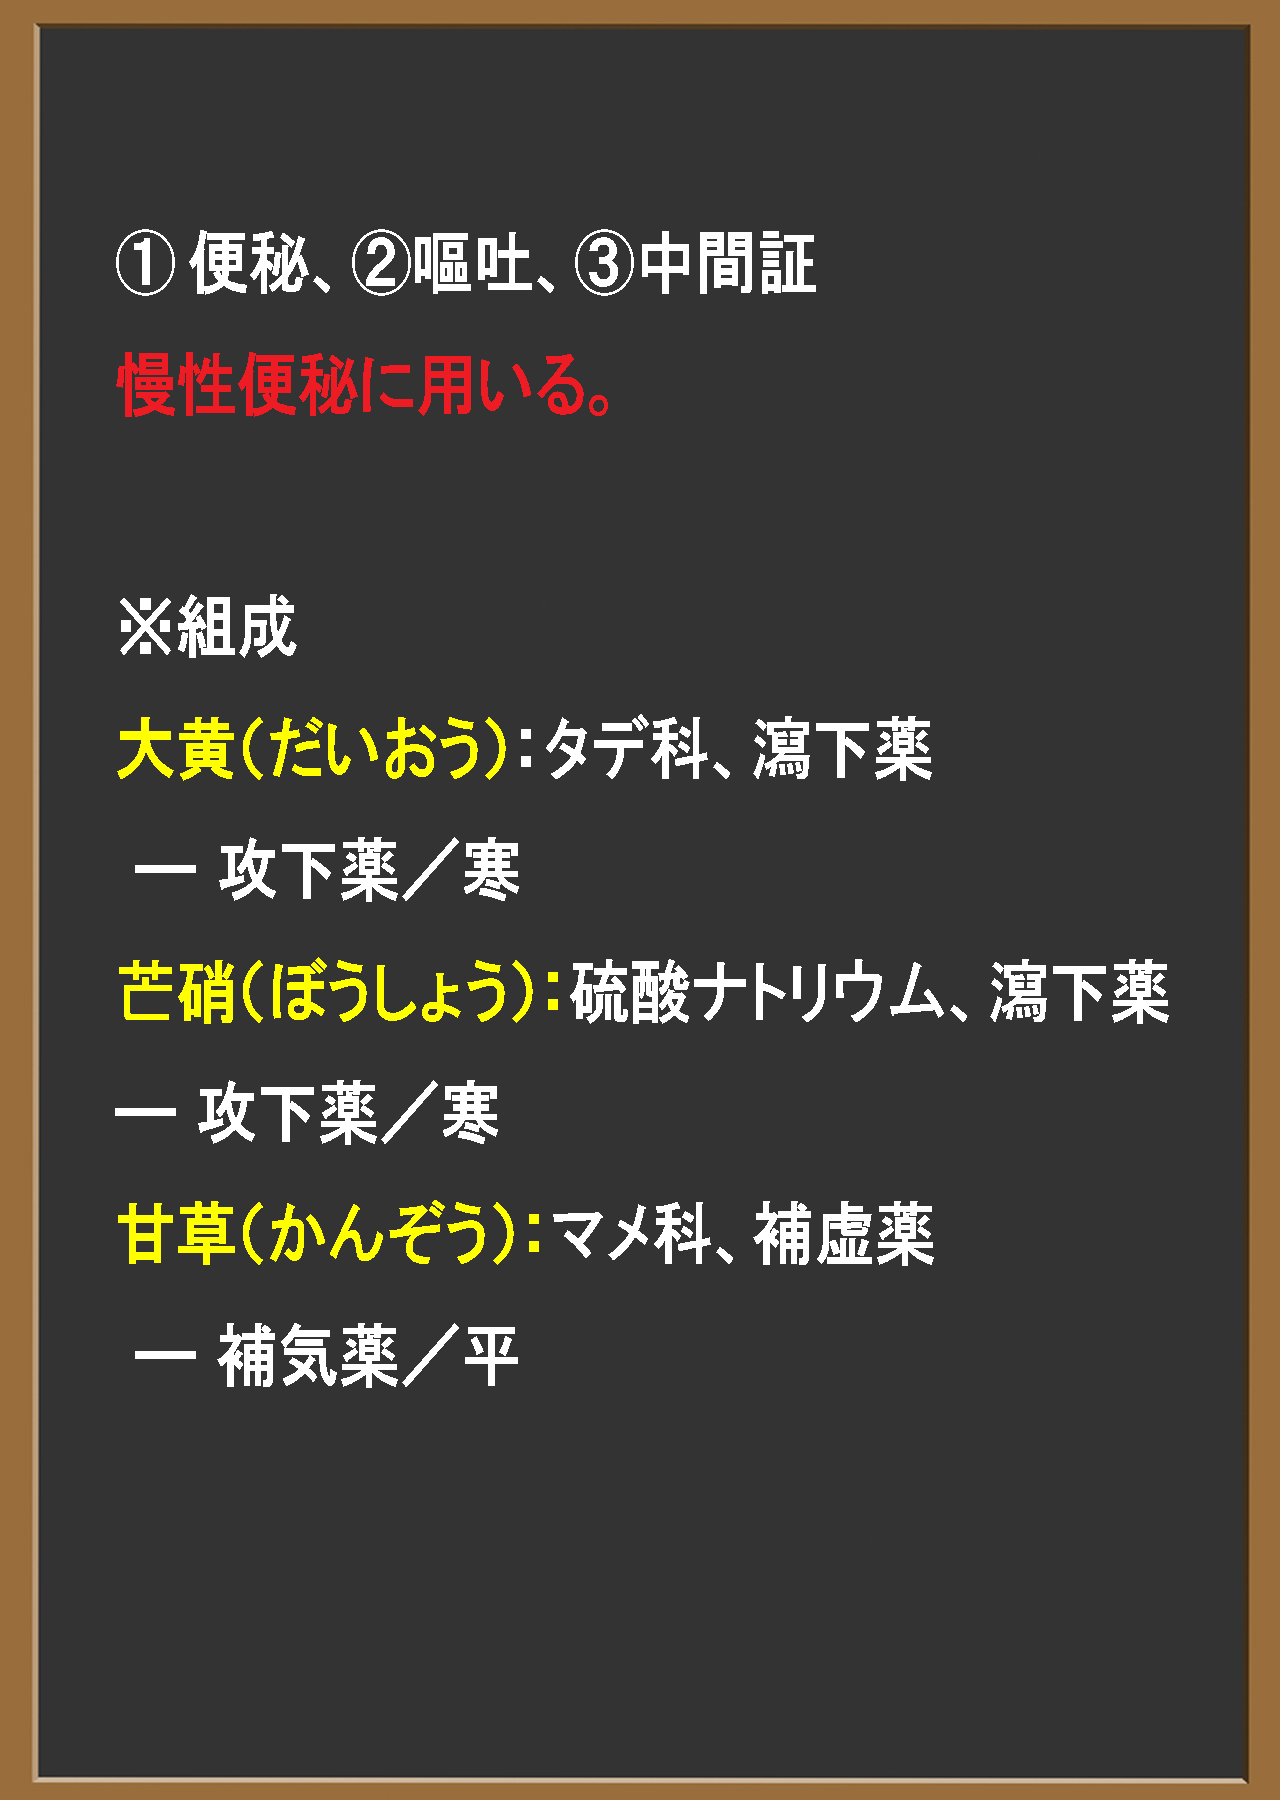 ① 便秘、②嘔吐、③中間証
慢性便秘に用いる。
※組成
大黄（だいおう）：タデ科、瀉下薬
― 攻下薬／寒
芒硝（ぼうしょう）：硫酸ナトリウム、瀉下薬
― 攻下薬／寒
甘草（かんぞう）：マメ科、補虚薬
― 補気薬／平